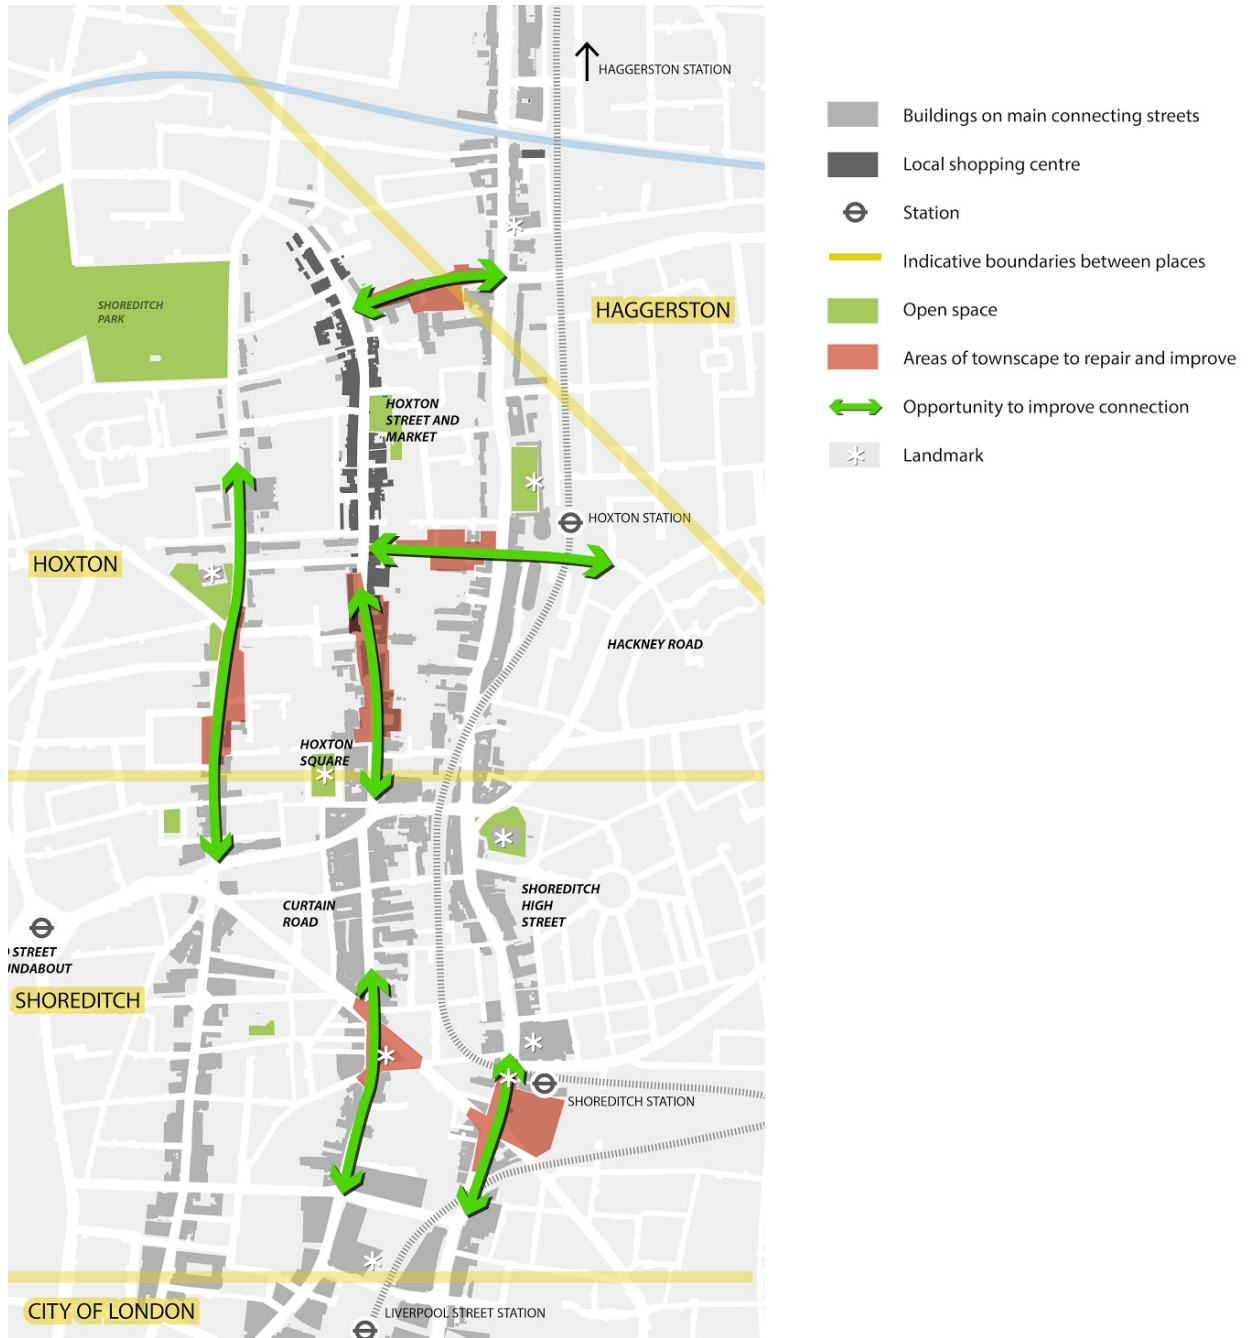 HAGGERSTON STATION
Buildings on main connecting streets
Local shopping centre
Station
Indicative boundaries between places
Open space
Areas of townscape to repair and improve
Opportunity to improve connection
Landmark
SHOREDITCH
PARK
HAGGERSTON
HOXTON
STREET AND
MARKET
HOXTON STATION
HOXTON
HACKNEY ROAD
HOXTON
SQUARE
SHOREDITCH
HIGH
STREET
CURTAIN
ROAD
STREET
UNDABOUT
SHOREDITCH
SHOREDITCH STATION
CITY OF LONDON
LIVERPOOL STREET STATION